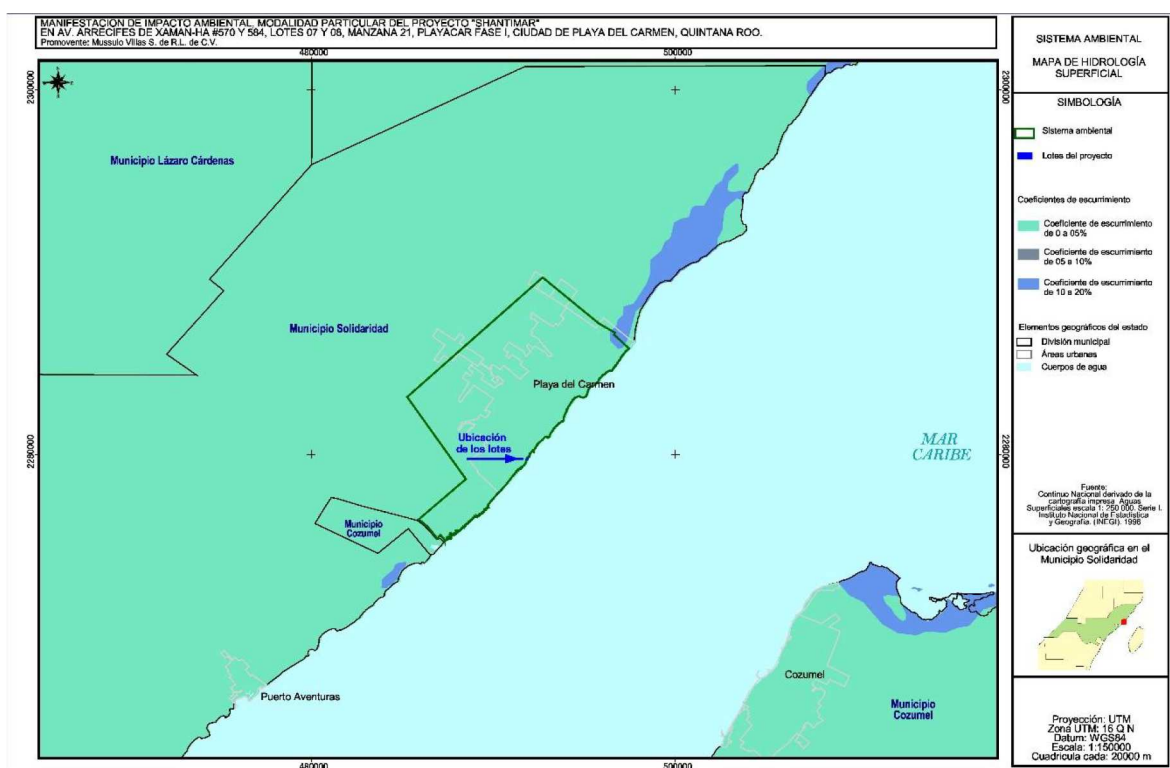 MANIFESTACION DE IMPACTO AMBIENTAL, MODALIDAD PARTICULAR DEL PROYECTO "SHANTIMAR"
EN AV. ARRECIFES DE XAMAN-HA #570 Y 584, LOTES 07 Y 08, MANZANA 21, PLAYACAR FASE I, CIUDAD DE PLAYA DEL CARMEN, QUINTANA ROO.
Promovente: Mussulo Villas S. de R.L. de C.V.
480000
500000
2300000
2300000
Municipio Lázaro Cárdenas
Municipio Solidaridad
Playa del Carmen
Ubicación
de los lotes
2280000
2280000
MAR
CARIBE
Municipio
Cozumel
Puerto Aventuras
Cozumel
Municipio
Cozumel
480000
500000
SISTEMA AMBIENTAL
MAPA DE HIDROLOGÍA
SUPERFICIAL
SIMBOLOGÍA
Sistema ambiental
Lotes del proyecto
Coeficientes de escurrimiento
Coeficiente de escurrimiento
de 0 a 05%
Coeficiente de escurrimiento
de 05 a 10%
Coeficiente de escurrimiento
de 10 a 20%
Elementos geográficos del estado
División municipal
Áreas urbanas
Cuerpos de agua
Fuente:
Continuo Nacional derivado de la
cartografía impresa Aguas
Superficiales escala 1: 250 000. Serie I.
Instituto Nacional de Estadística
y Geografía. (INEGI). 1998
Ubicación geográfica en el
Municipio Solidaridad
Proyección: UTM
Zona UTM: 16 Q N
Datum: WGS84
Escala: 1:150000
Cuadrícula cada: 20000 m